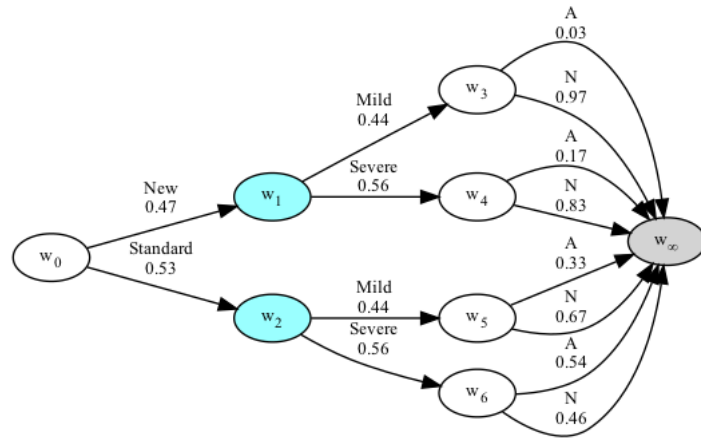 A
0.03
N
0.97
w3
Mild
0.44
A
0.17
N
0.83
Severe
0.56
w4
w1
New
0.47
w0
w∞
Standard
0.53
A
0.33
N
0.67
Mild
0.44
w5
w2
Severe
0.56
A
0.54
N
0.46
w6